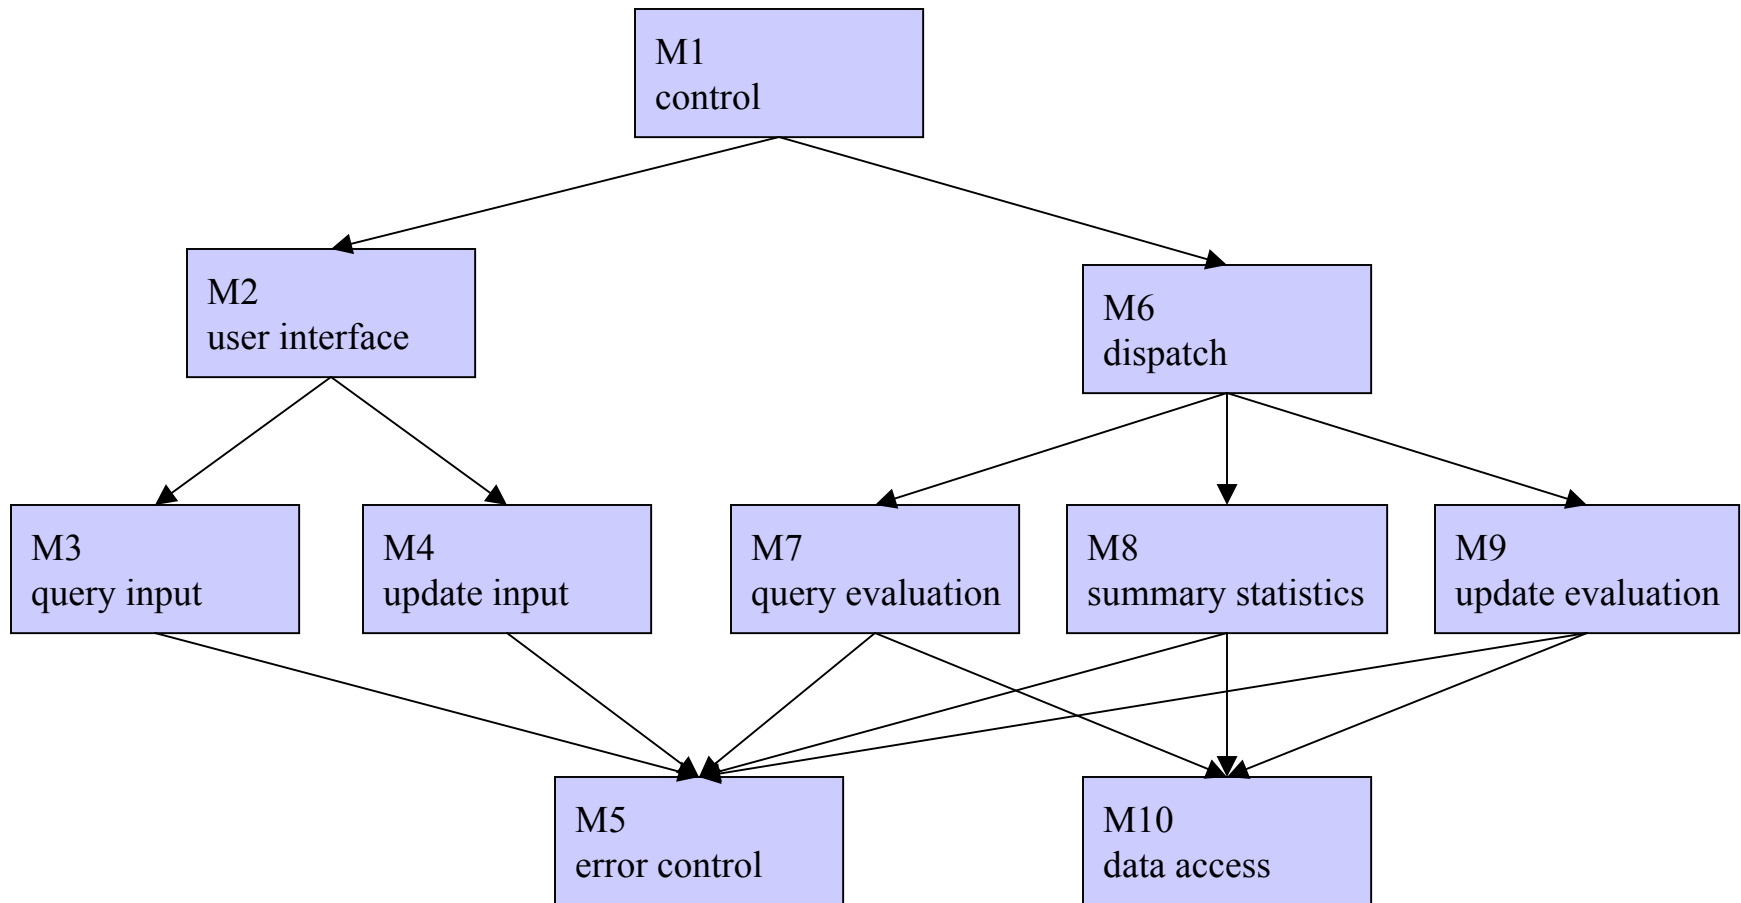 M1
control
M2
user interface
M6
dispatch
M3
query input
M4
update input
M7
query evaluation
M8
summary statistics
M9
update evaluation
M5
error control
M10
data access